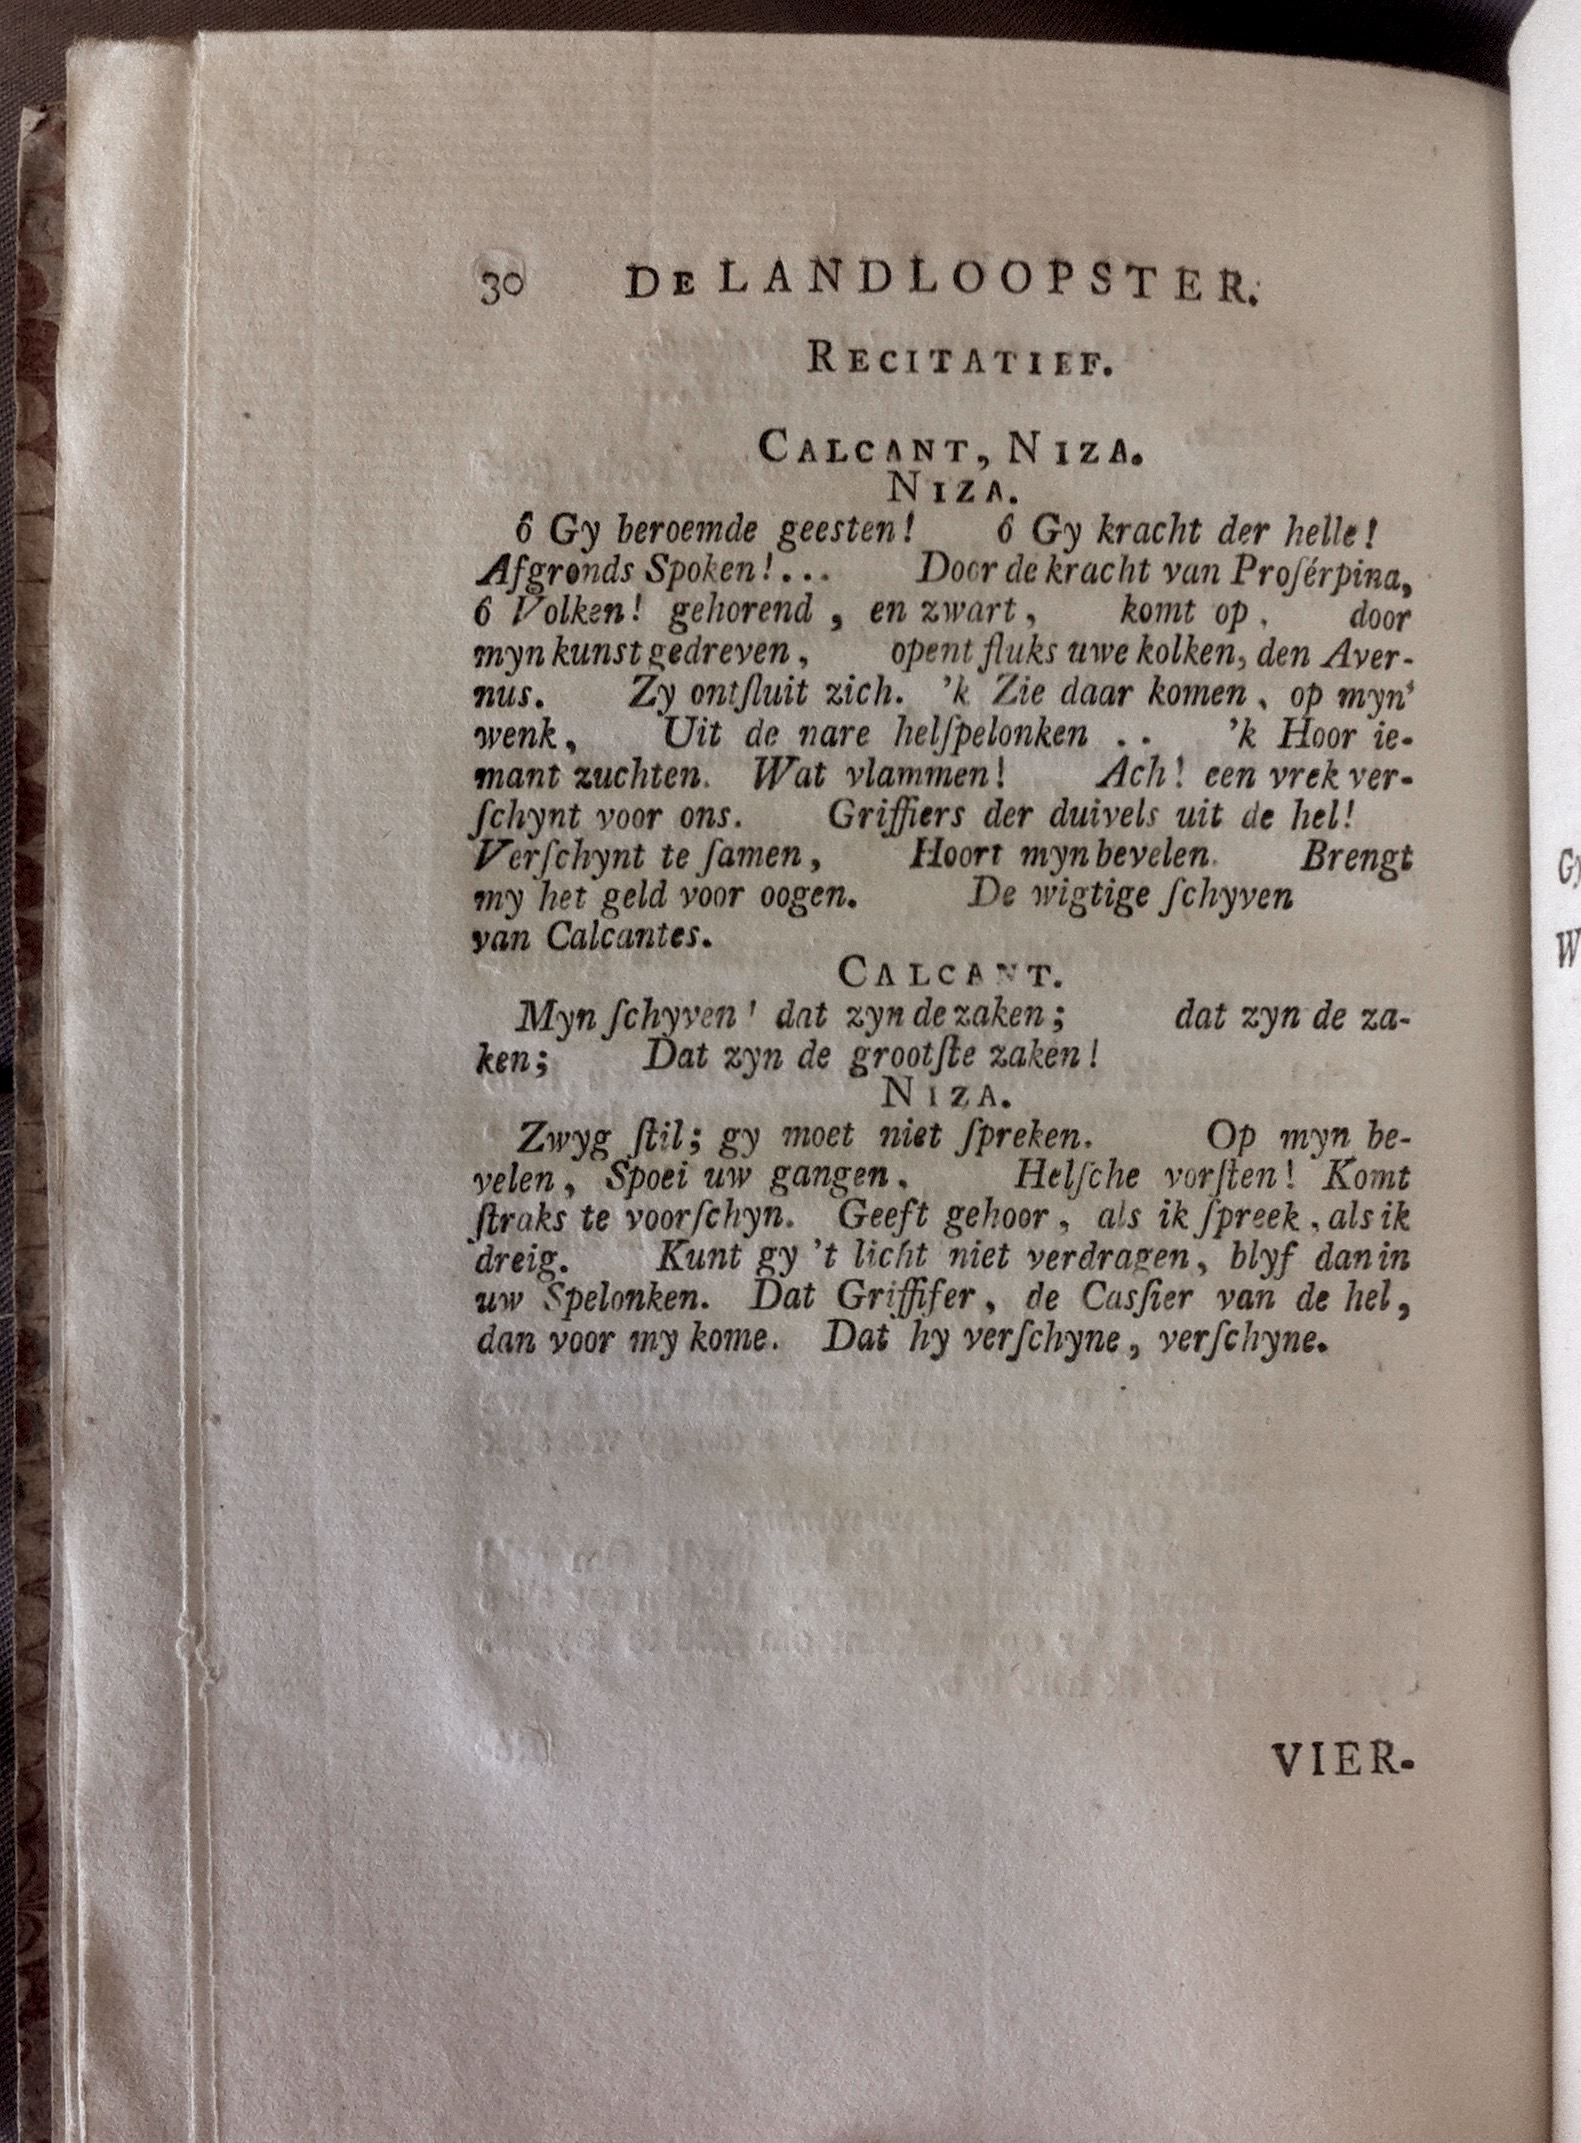 30 DE LANDLOOPSTER.
RECITATIEF.
CALCANT, NIZA.
NIZA.
ô Gy beroemde geesten! ô Gy kracht der helle!
Afgronds Spoken!... Door de kracht van Proſérpina,
ô Volken! gehorend, en zwart, komt op, door
myn kunst gedreven, opent fluks uwe kolken, den Aver-
nus. Zy ontſluit zich. 'k Zie daar komen, op myn'
wenk, Uit de nare helſpelonken .. 'k Hoor ie-
mant zuchten. Wat vlammen! Ach! een vrek ver-
ſchynt voor ons. Griffiers der duivels uit de hel!
Verſchynt te ſamen, Hoort myn bevelen. Brengt
my het geld voor oogen. De wigtige ſchyven
van Calcantes.
CALCANT.
Myn ſchyven! dat zyn de zaken; dat zyn de za-
ken; Dat zyn de grootſte zaken!
NIZA.
Zwyg ſtil; gy moet niet ſpreken. Op myn be-
velen, Spoei uw gangen. Helſche vorſten! Komt
ſtraks te voorſchyn. Geeft gehoor, als ik ſpreek, als ik
dreig. Kunt gy 't licht niet verdragen, blyf dan in
uw Spelonken. Dat Griffifer, de Casſier van de hel,
dan voor my kome. Dat hy verſchyne, verſchyne.
VIER-
G
W